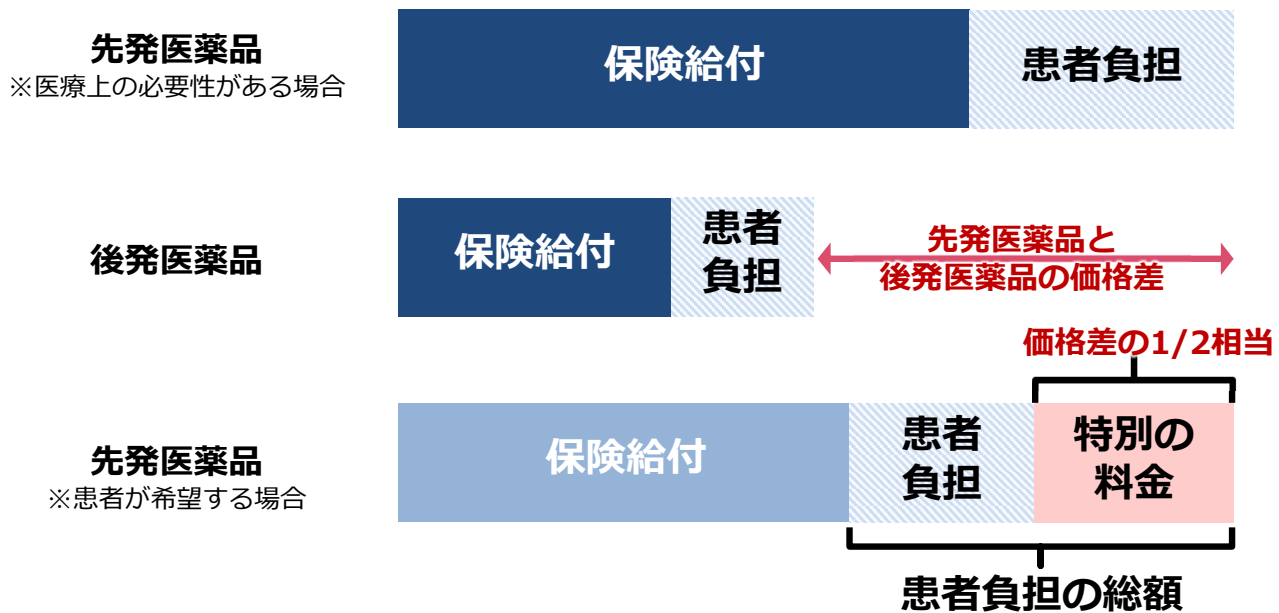 先発医薬品
※医療上の必要性がある場合
保険給付
患者負担
後発医薬品
保険給付
患者
負担
先発医薬品と
後発医薬品の価格差
価格差の1/2相当
先発医薬品
※患者が希望する場合
保険給付
患者
負担
特別の
料金
患者負担の総額